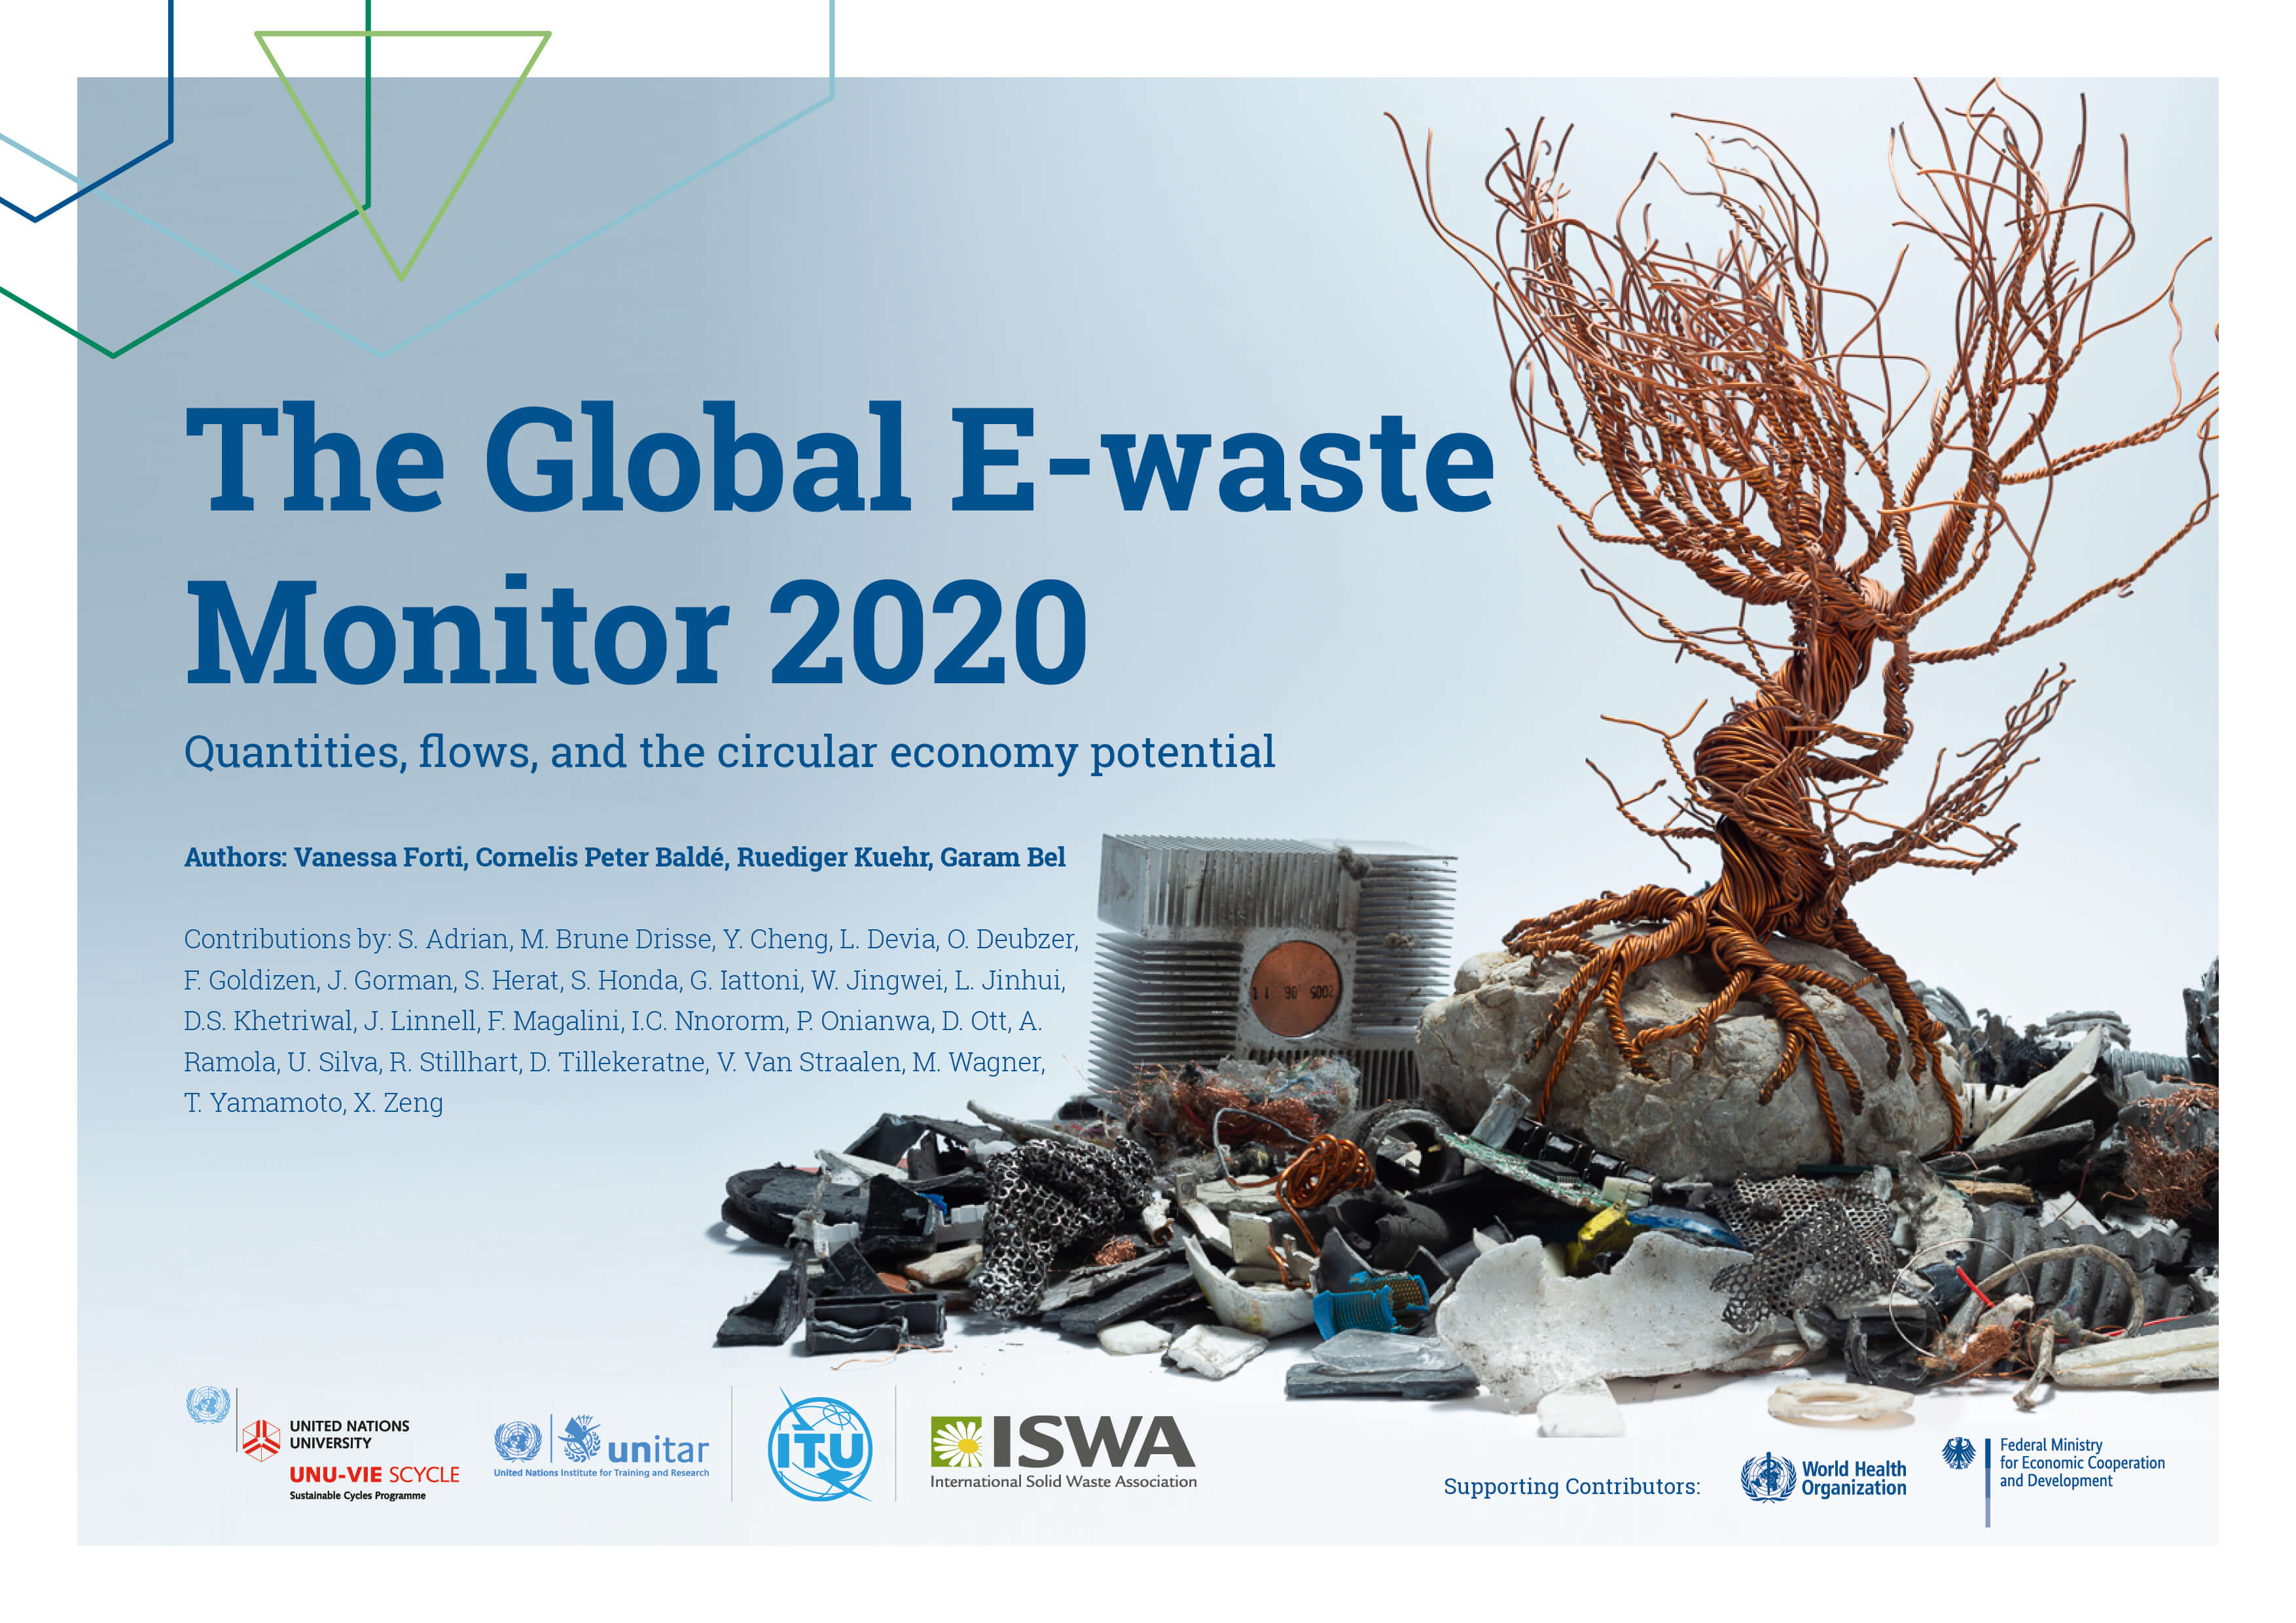 The Global E-waste
Monitor 2020
Quantities, flows, and the circular economy potential
Authors: Vanessa Forti, Cornelis Peter Baldé, Ruediger Kuehr, Garam Bel
Contributions by: S. Adrian, M. Brune Drisse, Y. Cheng, L. Devia, O. Deubzer,
F. Goldizen, J. Gorman, S. Herat, S. Honda, G. Iattoni, W. Jingwei, L. Jinhui,
D.S. Khetriwal, J. Linnell, F. Magalini, I.C. Nnororm, P. Onianwa, D. Ott, A.
Ramola, U. Silva, R. Stillhart, D. Tillekeratne, V. Van Straalen, M. Wagner,
T. Yamamoto, X. Zeng
UNITED NATIONS
UNIVERSITY
UNU-VIE SCYCLE
Sustainable Cycles Programme
unitar
United Nations Institute for Training and Research
ITU
ISWA
International Solid Waste Association
Supporting Contributors:
World Health
Organization
Federal Ministry
for Economic Cooperation
and Development